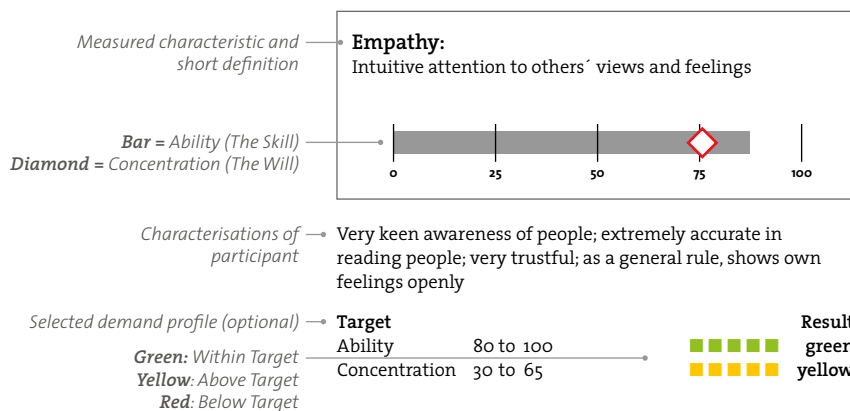 Measured characteristic and
short definition
Empathy:
Intuitive attention to others´ views and feelings
Bar = Ability (The Skill)
Diamond = Concentration (The Will)
0 25 50 75 100
Characterisations of
participant
Very keen awareness of people; extremely accurate in
reading people; very trustful; as a general rule, shows own
feelings openly
Selected demand profile (optional)
Target Result
Ability 80 to 100 green
Concentration 30 to 65 yellow
Green: Within Target
Yellow: Above Target
Red: Below Target